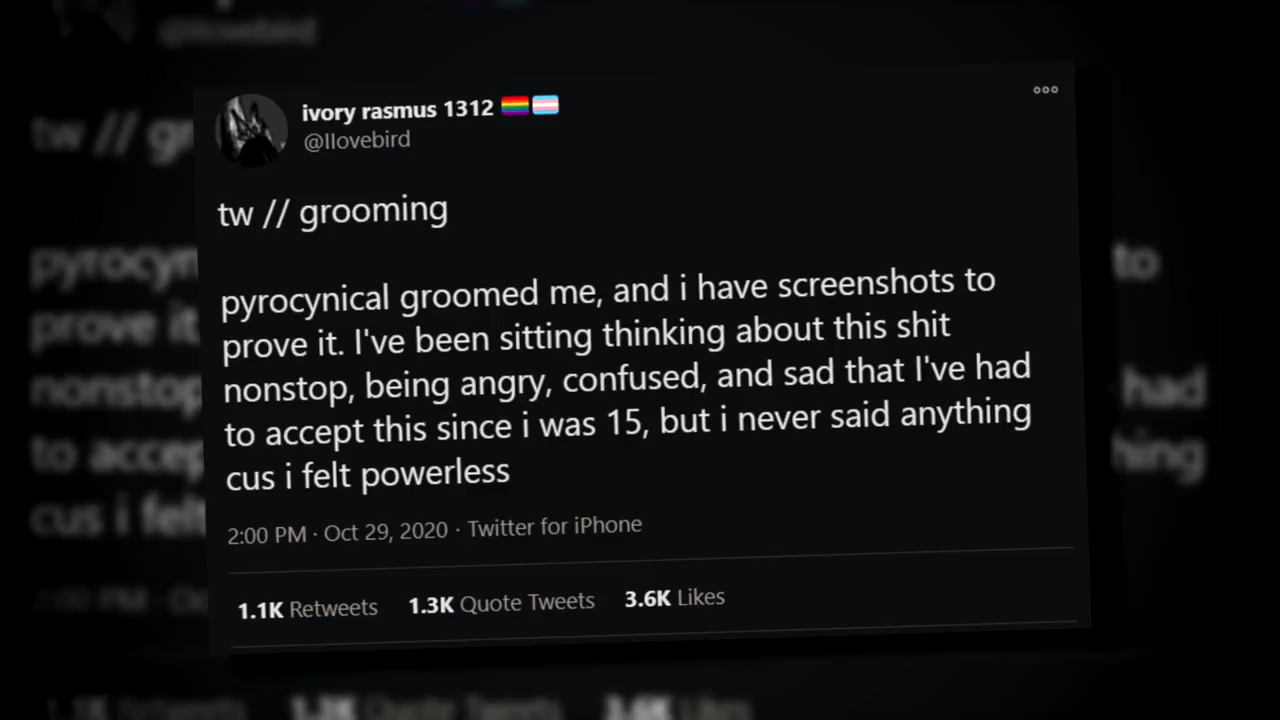 ivory rasmus 1312
@llovebird
tw // grooming
pyrocynical groomed me, and i have screenshots to
prove it. I've been sitting thinking about this shit
nonstop, being angry, confused, and sad that I've had
to accept this since i was 15, but i never said anything
cus i felt powerless
2:00 PM · Oct 29, 2020 · Twitter for iPhone
1.1K Retweets 1.3K Quote Tweets 3.6K Likes